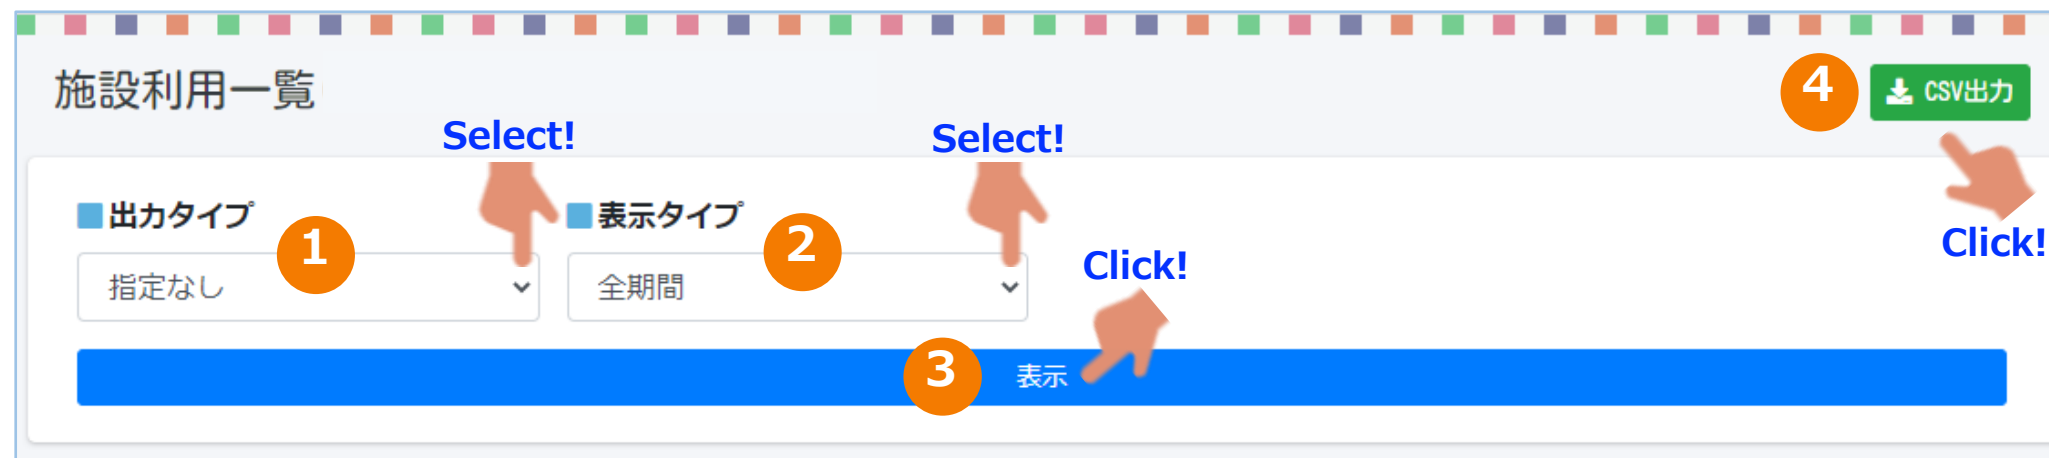 施設利用一覧
4
CSV出力
Select!
Select!
出力タイプ
1
表示タイプ
2
Click!
Click!
指定なし
全期間
3
表示